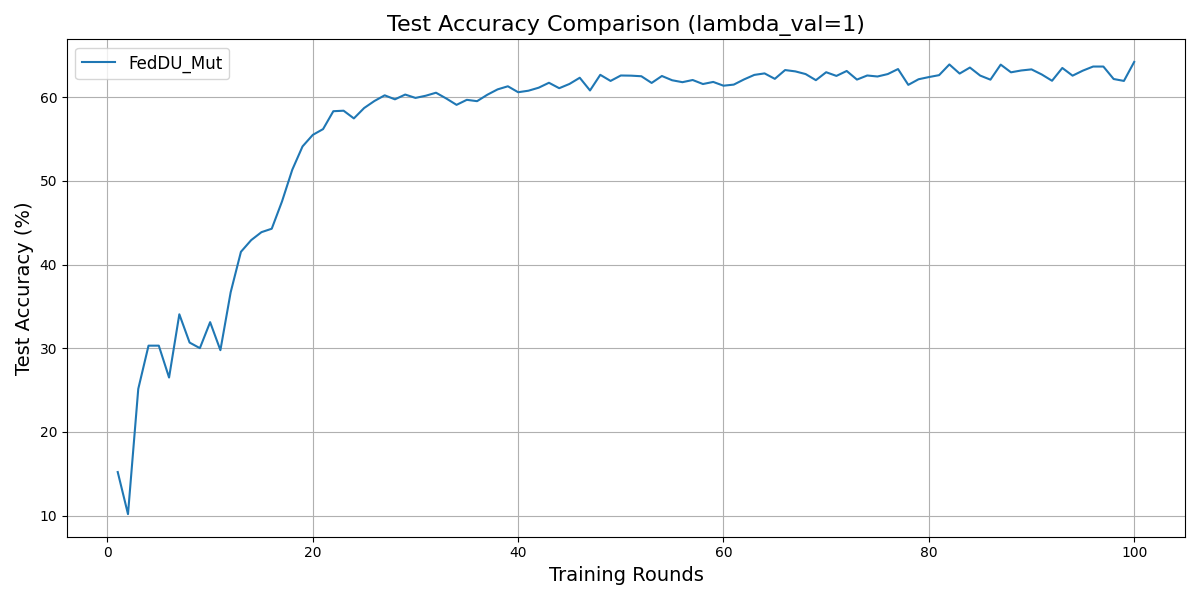 Test Accuracy Comparison (lambda_val=1)
FedDU_Mut
Test Accuracy (%)
60
50
40
30
20
10
0 20 40 60 80 100
Training Rounds